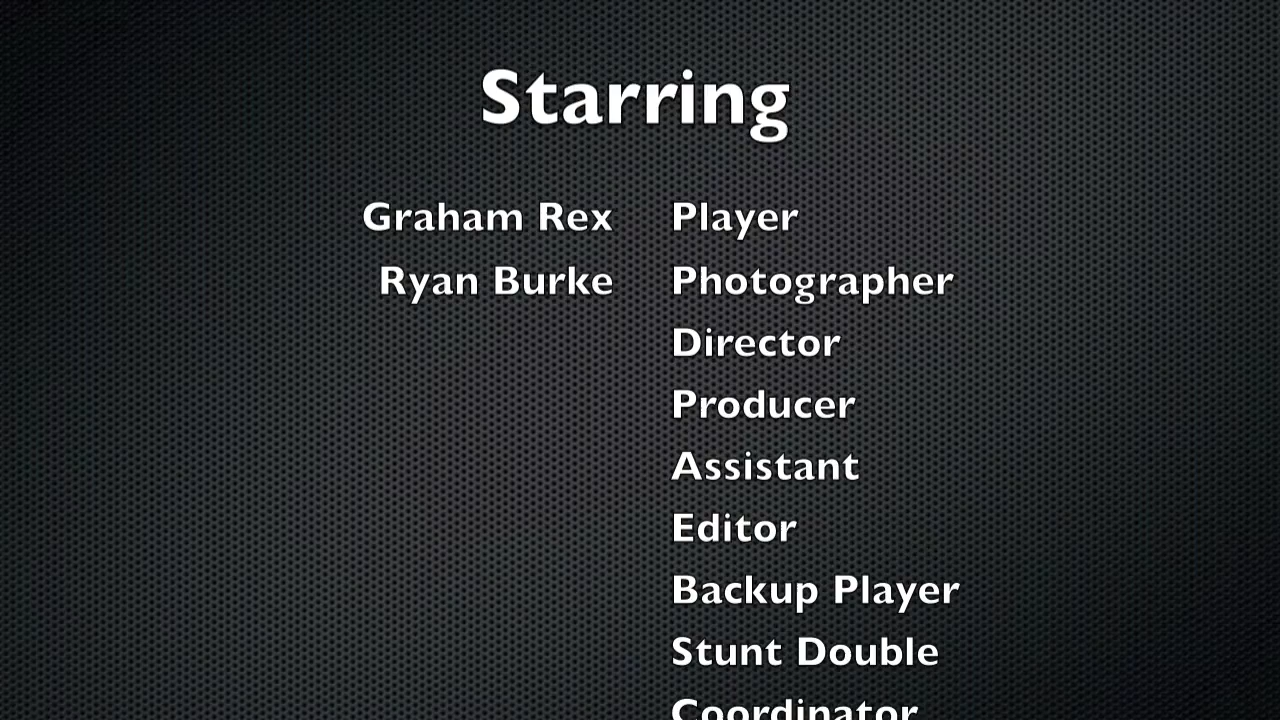 Starring
Graham Rex Player
Ryan Burke Photographer
Director
Producer
Assistant
Editor
Backup Player
Stunt Double
Coordinator